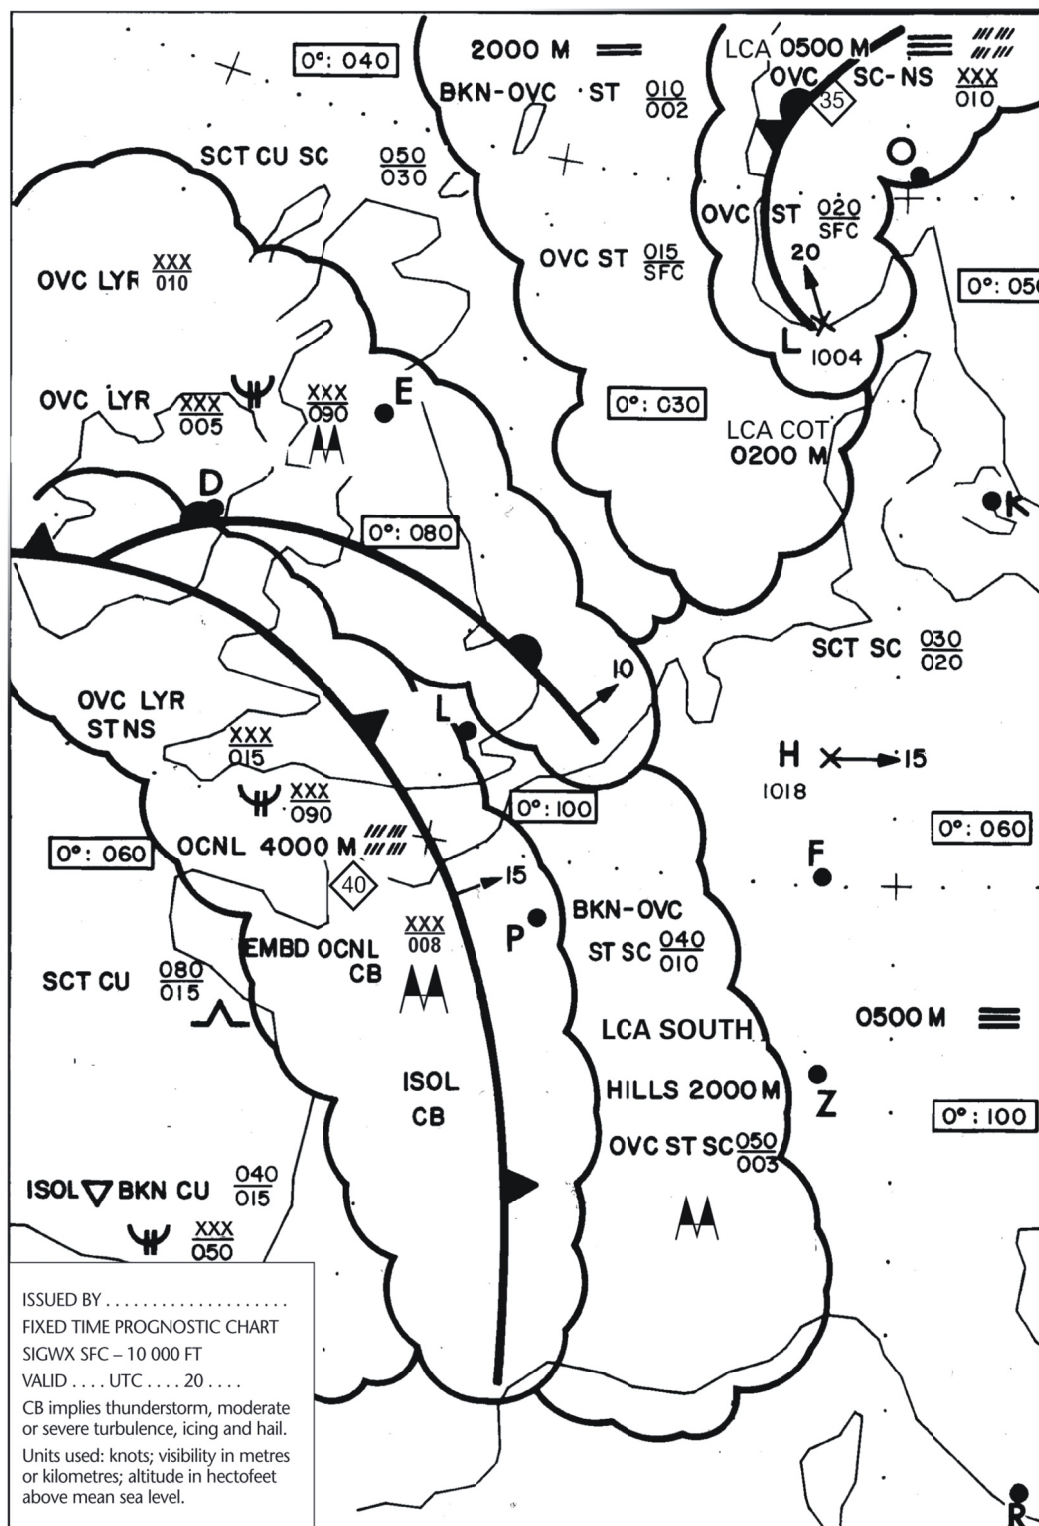 0°: 040
2000 M
BKN-OVC ST 010
002
LCA 0500 M
OVC SC-NS XXX
010
35
SCT CU SC 050
030
O
OVC ST 020
SFC
20
OVC LYR XXX
010
OVC ST 015
SFC
0°: 050
L 1004
OVC LYR XXX
005
XXX
090
E
0°: 030
LCA COT
0200 M
D
K
0°: 080
SCT SC 030
020
10
OVC LYR
ST NS
XXX
015
L
H
1018
15
XXX
090
0°: 100
0°: 060
OCNL 4000 M
0°: 060
F
40
15
BKN-OVC
ST SC 040
010
P
EMBD OCNL
CB
XXX
008
SCT CU 080
015
LCA SOUTH
HILLS 2000 M
OVC ST SC 050
003
0500 M
ISOL
CB
Z
0°: 100
ISOL BKN CU 040
015
XXX
050
ISSUED BY . . . . . . . . . . . . . . . . . . . .
FIXED TIME PROGNOSTIC CHART
SIGWX SFC – 10 000 FT
VALID . . . . UTC . . . . 20 . . . .
CB implies thunderstorm, moderate
or severe turbulence, icing and hail.
Units used: knots; visibility in metres
or kilometres; altitude in hectofeet
above mean sea level.
R